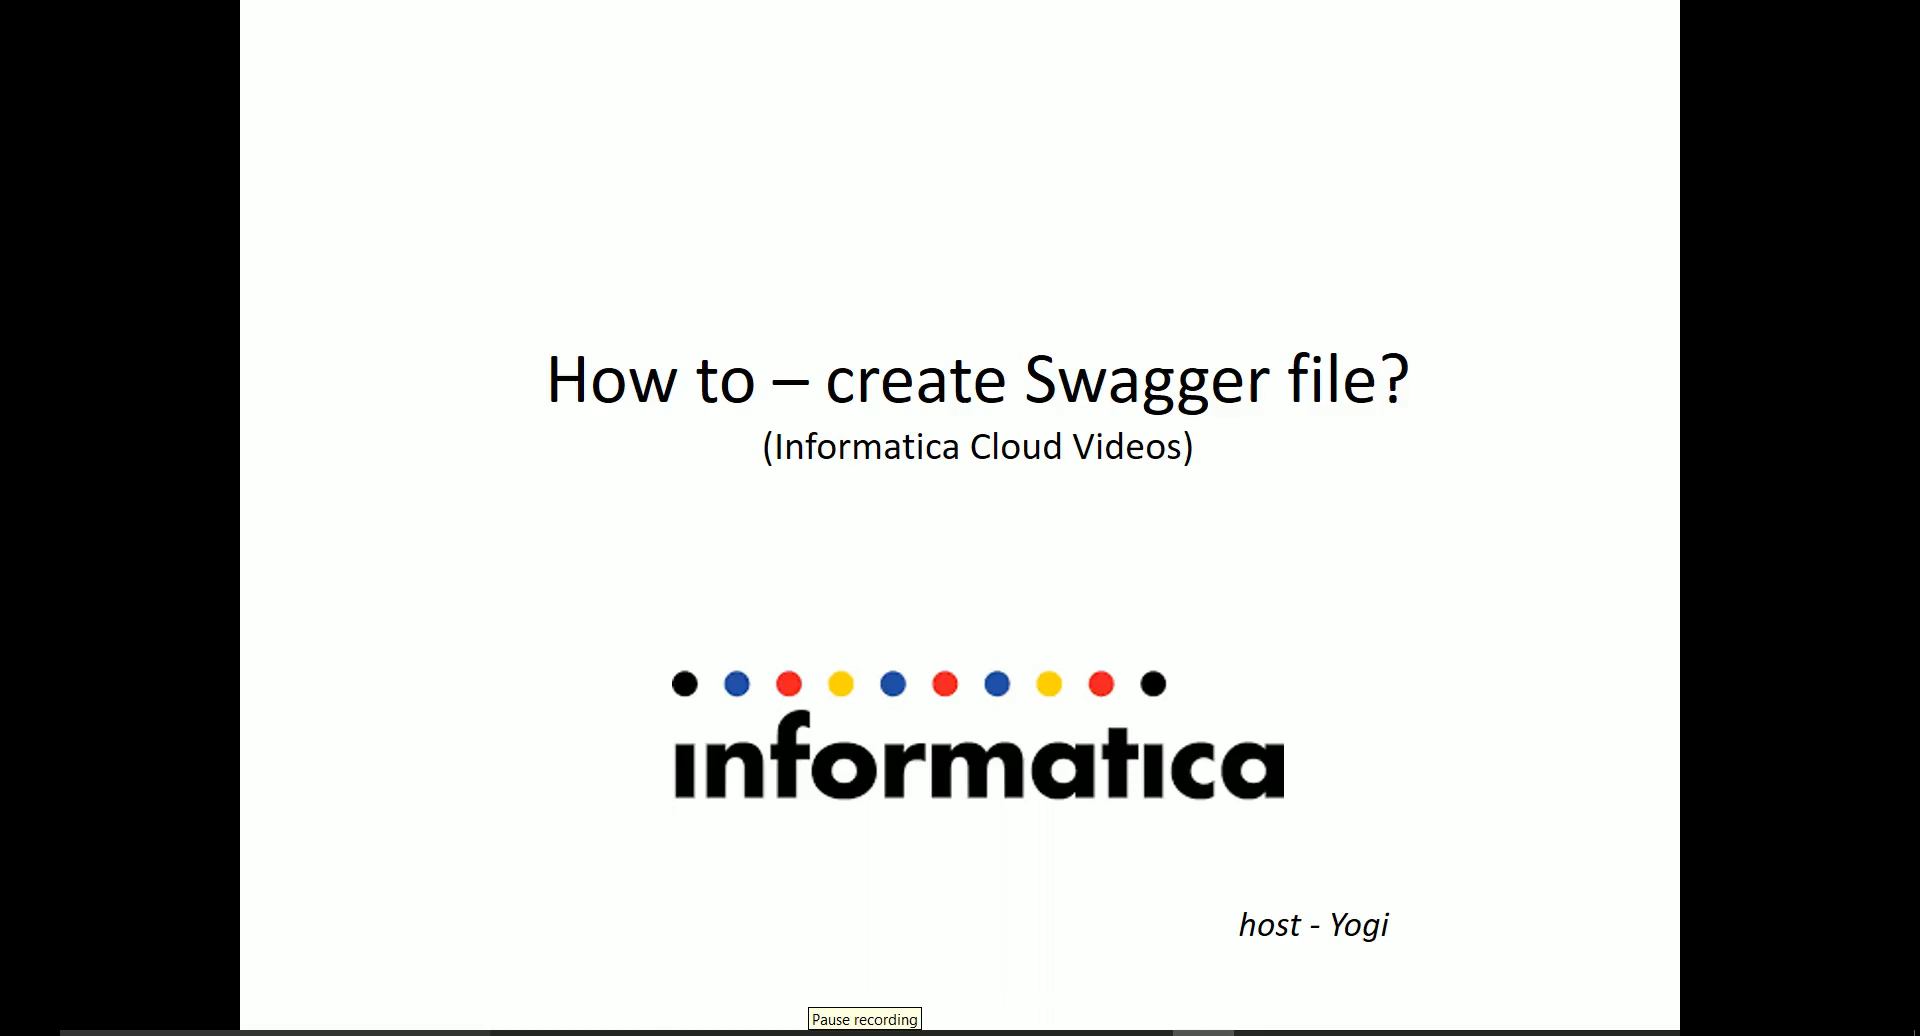 How to – create Swagger file?
(Informatica Cloud Videos)
informatica
host - Yogi
Pause recording